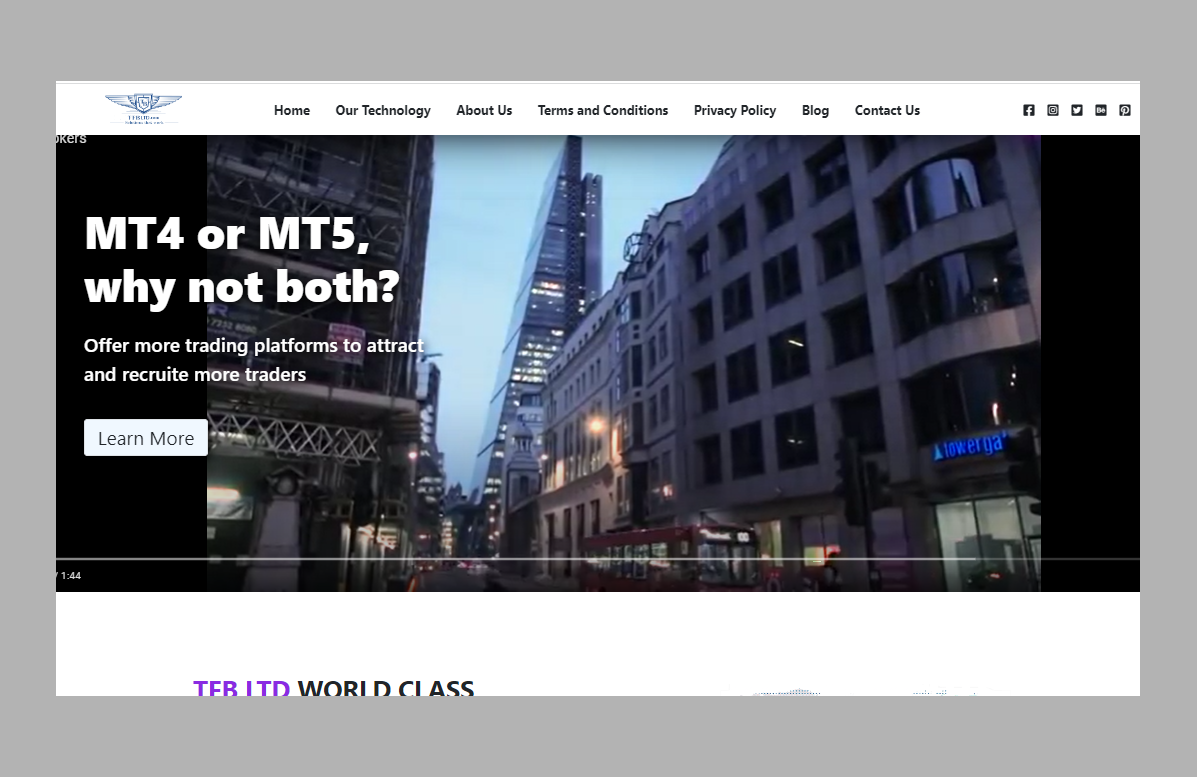 Home Our Technology About Us Terms and Conditions Privacy Policy Blog Contact Us
okers
MT4 or MT5,
why not both?
Offer more trading platforms to attract
and recruite more traders
Learn More
towerga
/ 1:44
TFB LTD WORLD CLASS